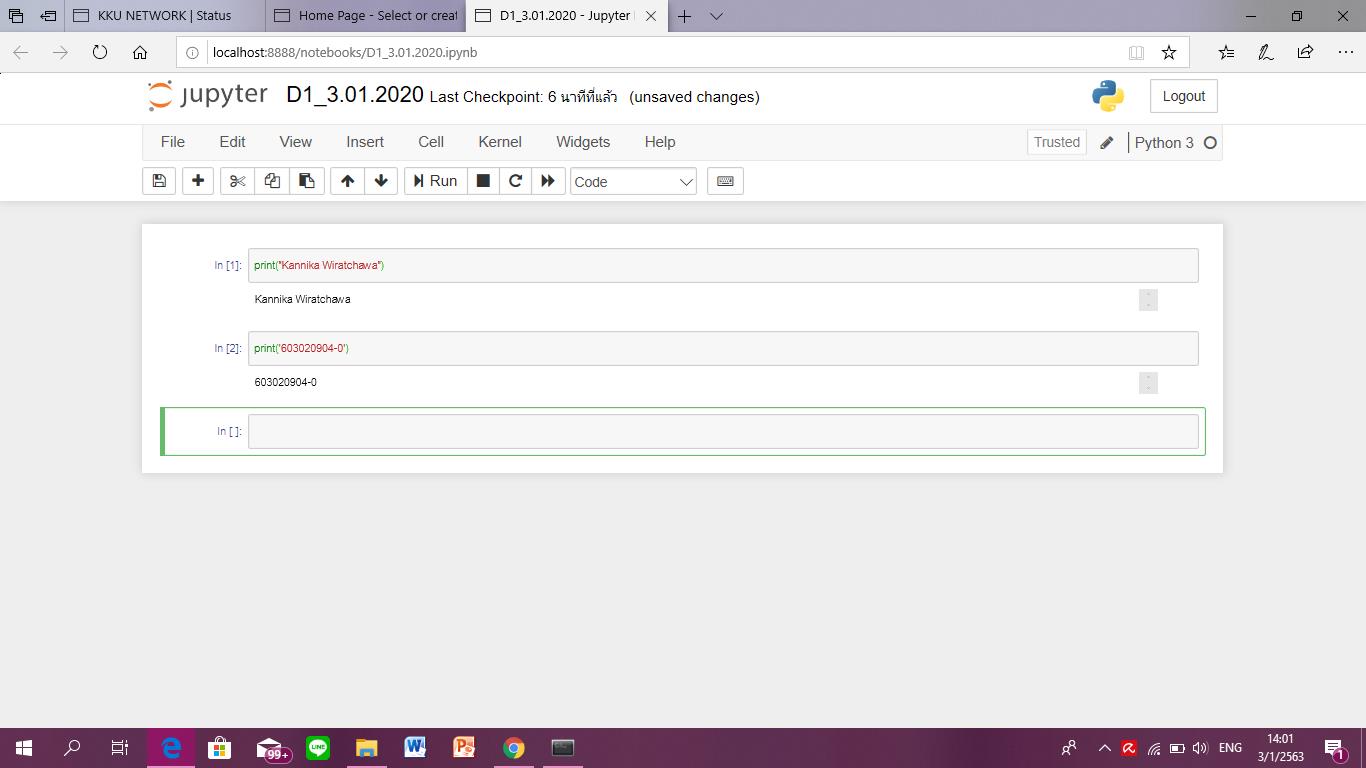 KKU NETWORK | Status
Home Page - Select or creat
D1_3.01.2020 - Jupyter
localhost:8888/notebooks/D1_3.01.2020.ipynb
jupyter D1_3.01.2020 Last Checkpoint: 6 นาทีที่แล้ว (unsaved changes)
Logout
File Edit View Insert Cell Kernel Widgets Help
Trusted
Python 3
Run
Code
In [1]: print("Kannika Wiratchawa")
Kannika Wiratchawa
In [2]: print('603020904-0')
603020904-0
In [ ]:
99+
LINE
ENG
14:01
3/1/2563
1